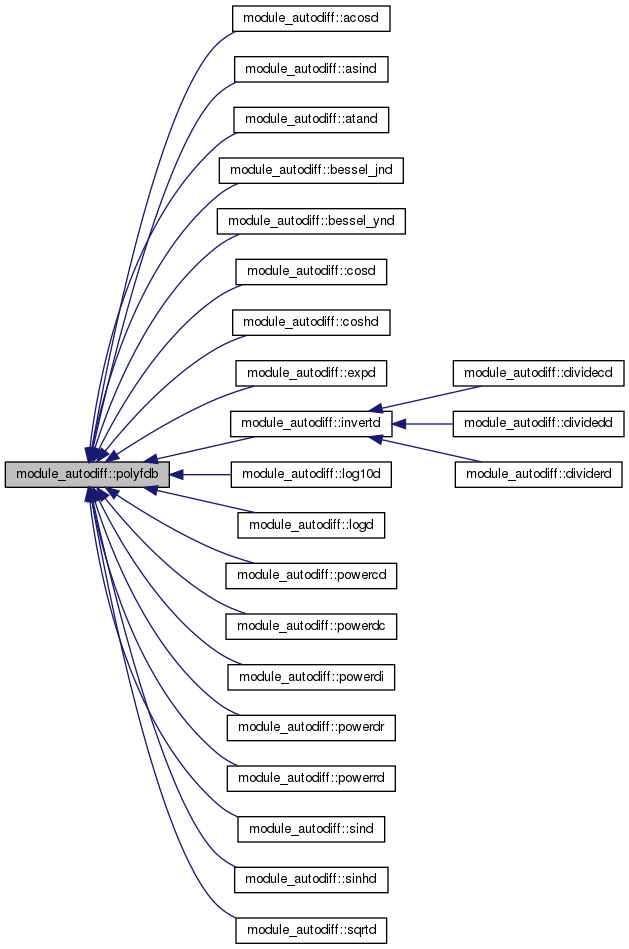 module_autodiff::acosd
module_autodiff::asind
module_autodiff::atand
module_autodiff::bessel_jnd
module_autodiff::bessel_ynd
module_autodiff::cosd
module_autodiff::coshd
module_autodiff::expd
module_autodiff::dividecd
module_autodiff::invertd
module_autodiff::dividedd
module_autodiff::polyfdb
module_autodiff::log10d
module_autodiff::dividerd
module_autodiff::logd
module_autodiff::powercd
module_autodiff::powerdc
module_autodiff::powerdi
module_autodiff::powerdr
module_autodiff::powerrd
module_autodiff::sind
module_autodiff::sinhd
module_autodiff::sqrtd